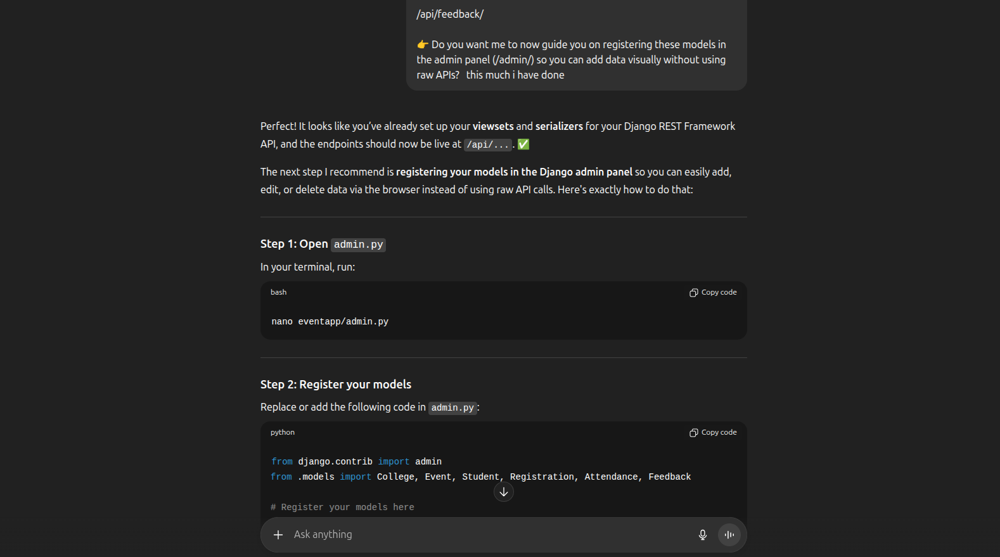 /api/feedback/
👉 Do you want me to now guide you on registering these models in
the admin panel (/admin/) so you can add data visually without using
raw APIs?   this much i have done
Perfect! It looks like you’ve already set up your viewsets and serializers for your Django REST Framework
API, and the endpoints should now be live at /api/... . ✅
The next step I recommend is registering your models in the Django admin panel so you can easily add,
edit, or delete data via the browser instead of using raw API calls. Here's exactly how to do that:
Step 1: Open admin.py
In your terminal, run:
bash
Copy code
nano eventapp/admin.py
Step 2: Register your models
Replace or add the following code in admin.py:
python
Copy code
from django.contrib import admin
from .models import College, Event, Student, Registration, Attendance, Feedback
# Register your models here
Ask anything